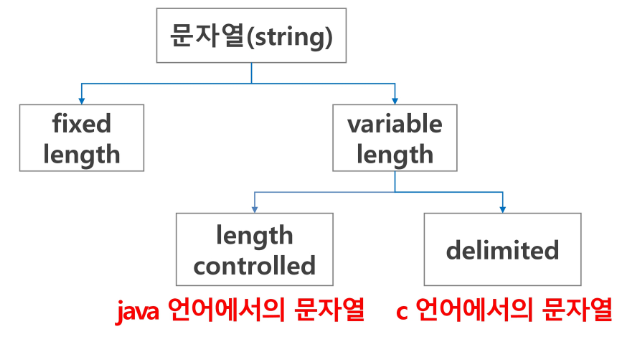 문자열(string)
fixed
length
variable
length
length
controlled
delimited
java 언어에서의 문자열
c 언어에서의 문자열